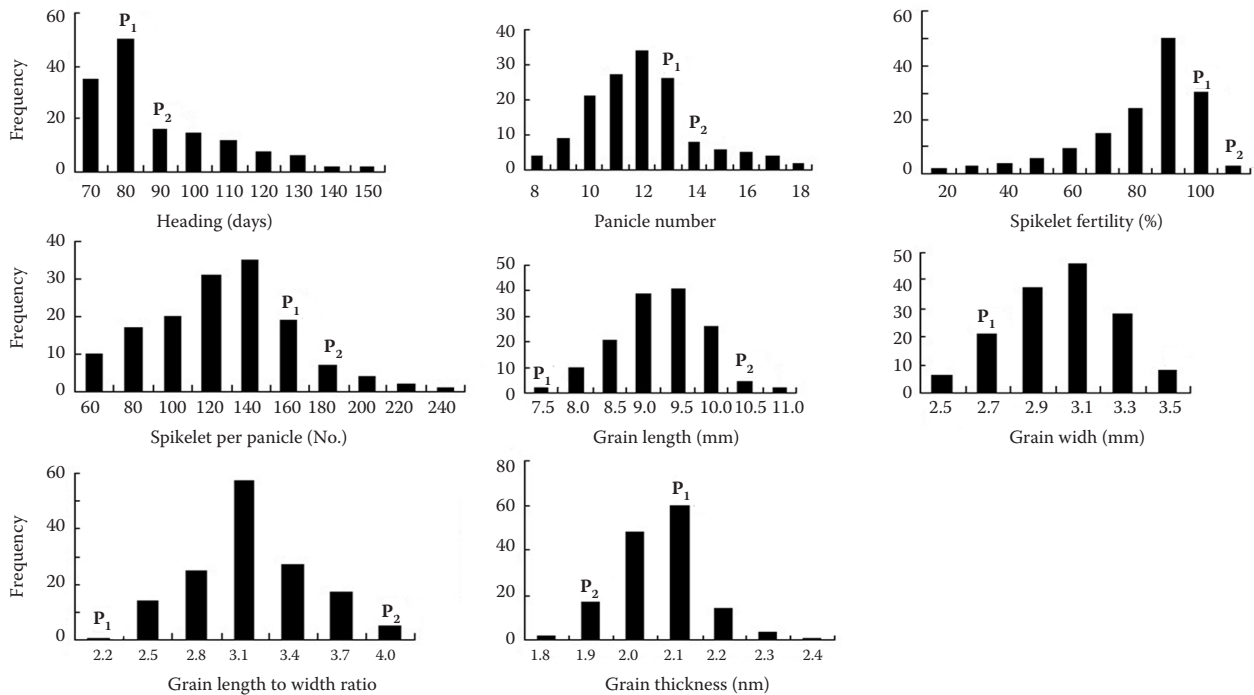 60
40
20
0
Frequency
P₁
P₂
70 80 90 100 110 120 130 140 150
Heading (days)
40
30
20
10
0
P₁
P₂
8 10 12 14 16 18
Panicle number
60
40
20
0
P₁
P₂
20 40 60 80 100
Spikelet fertility (%)
40
30
20
10
0
Frequency
P₁
P₂
60 80 100 120 140 160 180 200 220 240
Spikelet per panicle (No.)
50
40
30
20
10
0
P₁
P₂
7.5 8.0 8.5 9.0 9.5 10.0 10.5 11.0
Grain length (mm)
50
40
30
20
10
0
P₁
2.5 2.7 2.9 3.1 3.3 3.5
Grain widh (mm)
60
40
20
0
Frequency
P₁
P₂
2.2 2.5 2.8 3.1 3.4 3.7 4.0
Grain length to width ratio
80
60
40
20
0
P₂
P₁
1.8 1.9 2.0 2.1 2.2 2.3 2.4
Grain thickness (nm)